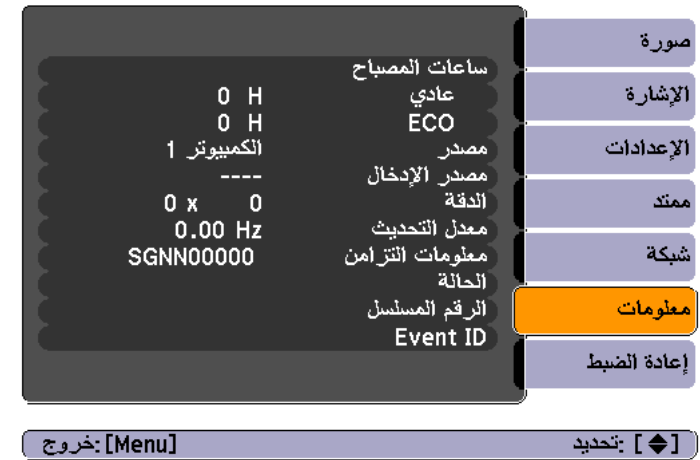 صورة
الإشارة
الإعدادات
ممتد
شبكة
معلومات
إعادة الضبط
ساعات المصباح
عادي 0 H
ECO 0 H
مصدر الكمبيوتر 1
مصدر الإدخال ----
الدقة 0 x 0
معدل التحديث 0.00 Hz
معلومات التزامن SGNN00000
الحالة
الرقم المسلسل
Event ID
[◆] :تحديد [Menu] :خروج